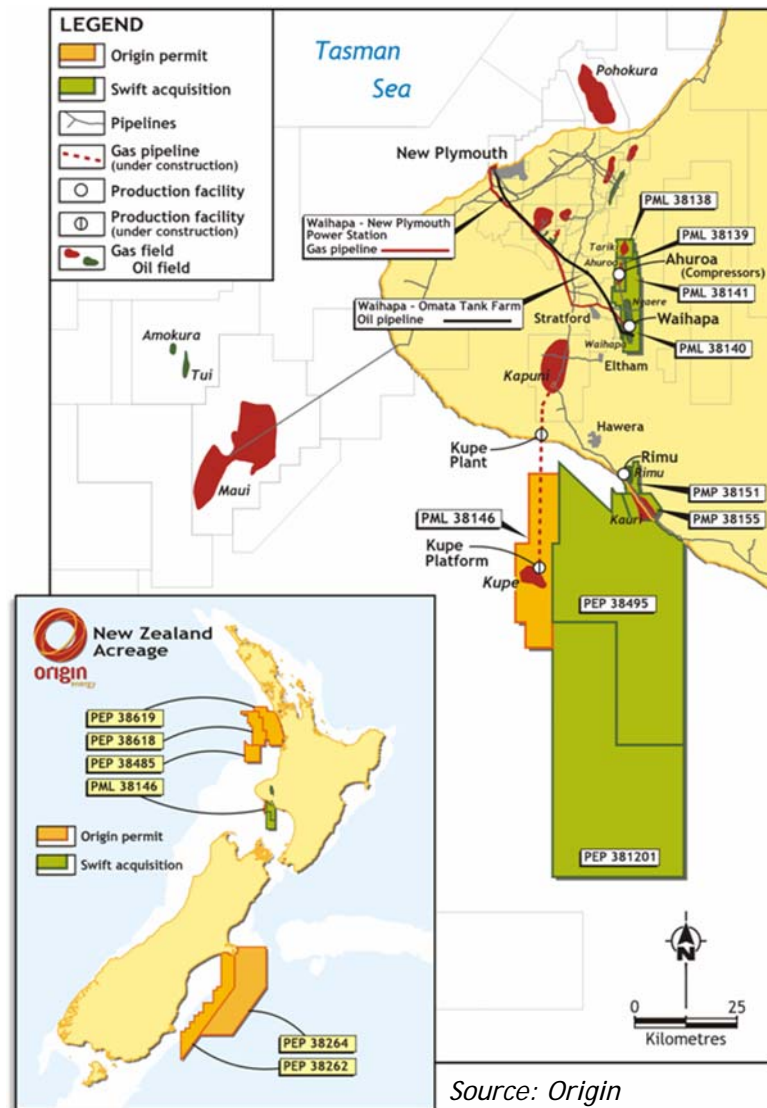 LEGEND
Origin permit
Swift acquisition
Pipelines
Gas pipeline
(under construction)
Production facility
Production facility
(under construction)
Gas field
Oil field
Tasman
Sea
Pohokura
New Plymouth
Waihapa - New Plymouth
Power Station
Gas pipeline
PML 38138
Tarik
PML 38139
Ahuroa
Ahuroa
(Compressors)
PML 38141
Waihapa - Omata Tank Farm
Oil pipeline
Ngaere
Stratford
Waihapa
Waihapa
PML 38140
Eltham
Amokura
Tui
Kapuni
Maui
Hawera
Kupe
Plant
Rimu
Rimu
PMP 38151
Kauri
PMP 38155
PML 38146
Kupe
Platform
Kupe
PEP 38495
PEP 381201
origin
energy
New Zealand
Acreage
PEP 38619
PEP 38618
PEP 38485
PML 38146
Origin permit
Swift acquisition
PEP 38264
PEP 38262
N
0 25
Kilometres
Source: Origin